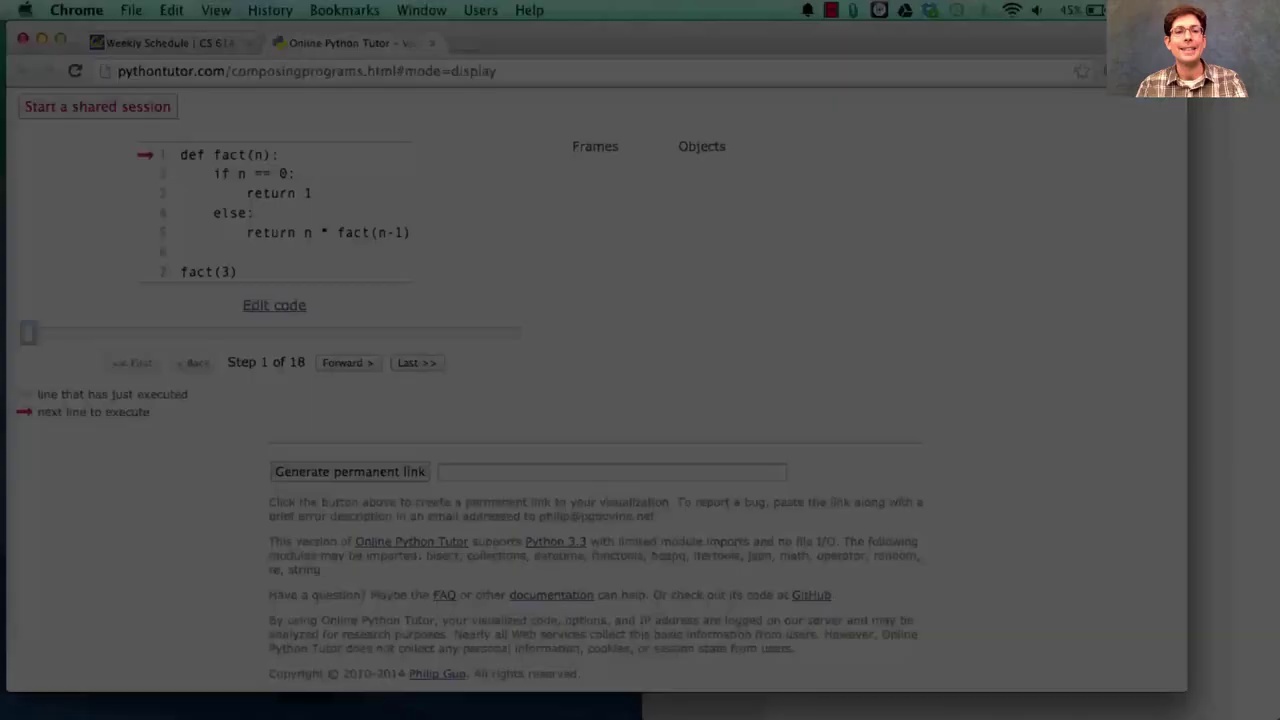 Chrome File Edit View History Bookmarks Window Users Help 45%
Weekly Schedule | CS 61A Online Python Tutor -
pythontutor.com/composingprograms.html#mode=display
Start a shared session
Frames Objects
1 def fact(n):
2 if n == 0:
3 return 1
4 else:
5 return n * fact(n-1)
6
7 fact(3)
Edit code
<< First < Back Step 1 of 18 Forward > Last >>
line that has just executed
next line to execute
Generate permanent link
Click the button above to create a permanent link to your visualization. To report a bug, paste the link along with a
brief error description in an email addressed to philip@pgbovine.net
This version of Online Python Tutor supports Python 3.3 with limited module imports and no file I/O. The following
modules may be imported: bisect, collections, datetime, functools, heapq, itertools, json, math, operator, random,
re, string
Have a question? Maybe the FAQ or other documentation can help. Or check out its code at GitHub
By using Online Python Tutor, your visualized code, options, and IP address are logged on our server and may be
analyzed for research purposes. Nearly all Web services collect this basic information from users. However, Online
Python Tutor does not collect any personal information, cookies, or session state from users.
Copyright © 2010-2014 Philip Guo. All rights reserved.